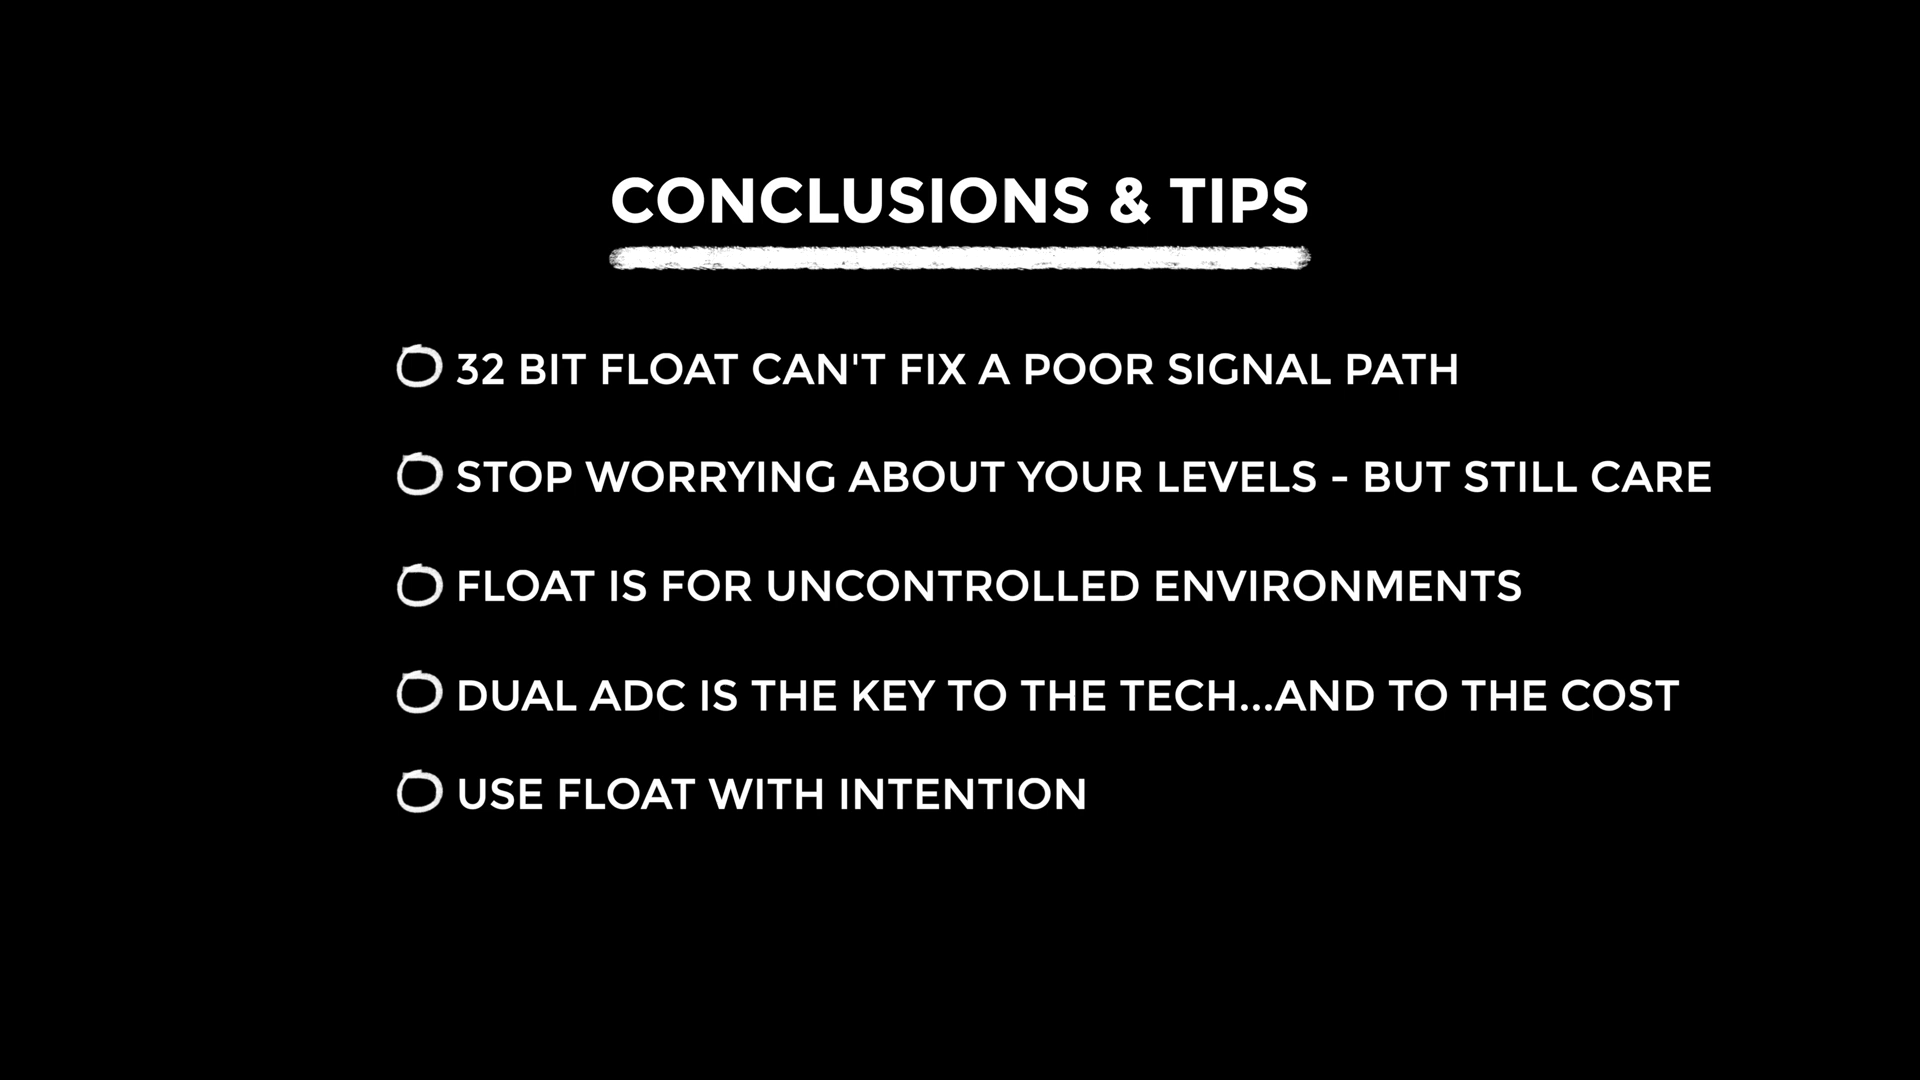 CONCLUSIONS & TIPS
32 BIT FLOAT CAN'T FIX A POOR SIGNAL PATH
STOP WORRYING ABOUT YOUR LEVELS - BUT STILL CARE
FLOAT IS FOR UNCONTROLLED ENVIRONMENTS
DUAL ADC IS THE KEY TO THE TECH...AND TO THE COST
USE FLOAT WITH INTENTION